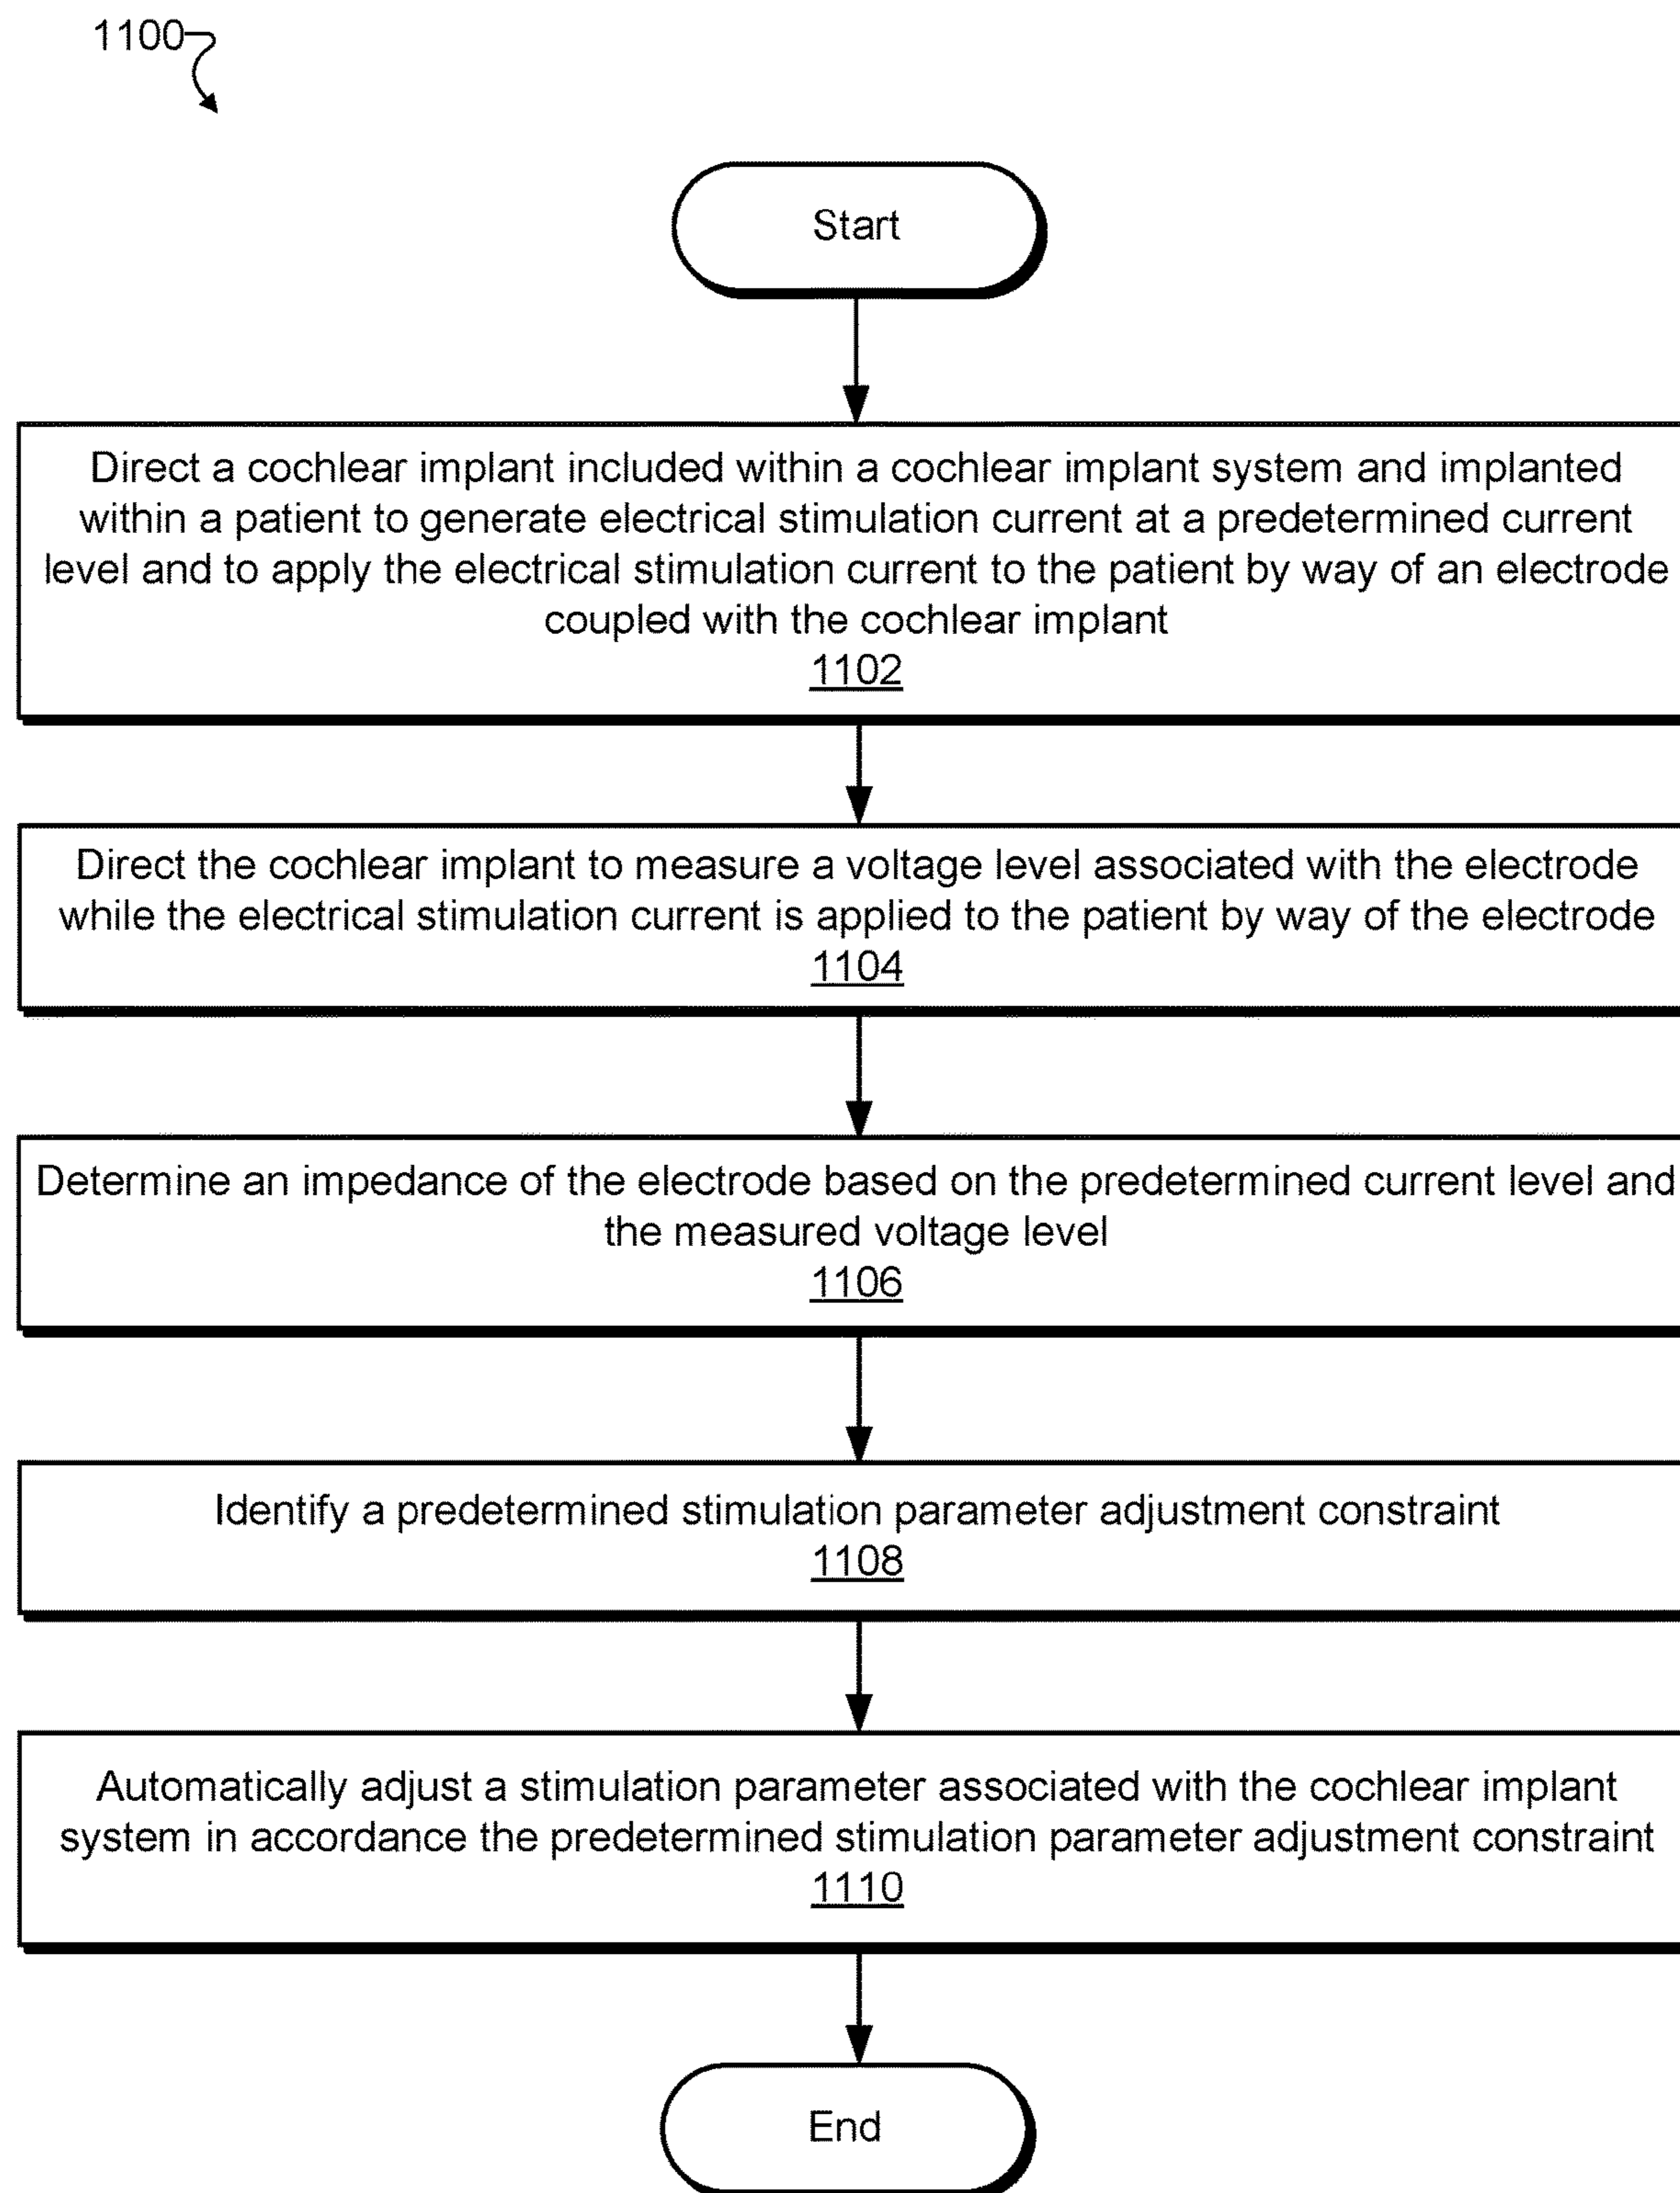 1100
Start
Direct a cochlear implant included within a cochlear implant system and implanted
within a patient to generate electrical stimulation current at a predetermined current
level and to apply the electrical stimulation current to the patient by way of an electrode
coupled with the cochlear implant
1102
Direct the cochlear implant to measure a voltage level associated with the electrode
while the electrical stimulation current is applied to the patient by way of the electrode
1104
Determine an impedance of the electrode based on the predetermined current level and
the measured voltage level
1106
Identify a predetermined stimulation parameter adjustment constraint
1108
Automatically adjust a stimulation parameter associated with the cochlear implant
system in accordance the predetermined stimulation parameter adjustment constraint
1110
End